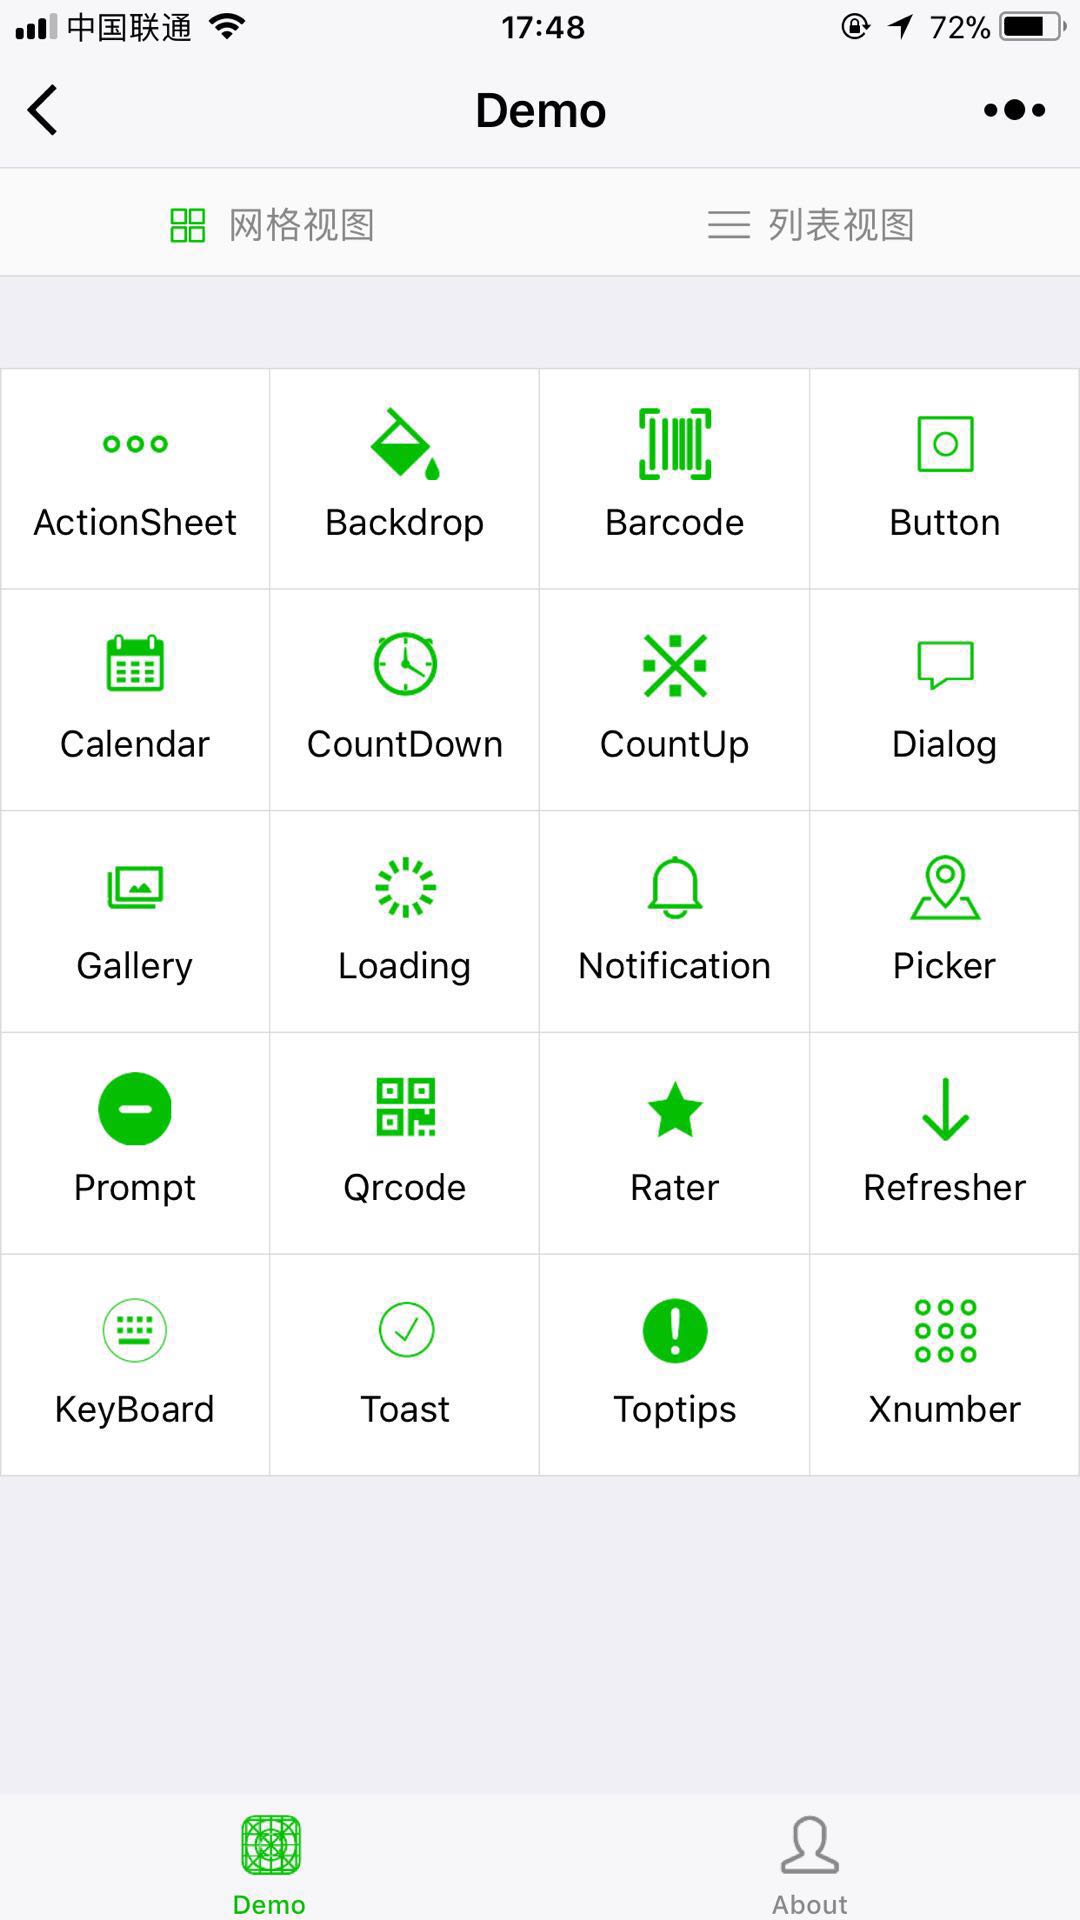 中国联通 17:48 72%
Demo
网格视图 列表视图
ActionSheet Backdrop Barcode Button
Calendar CountDown CountUp Dialog
Gallery Loading Notification Picker
Prompt Qrcode Rater Refresher
KeyBoard Toast Toptips Xnumber
Demo About